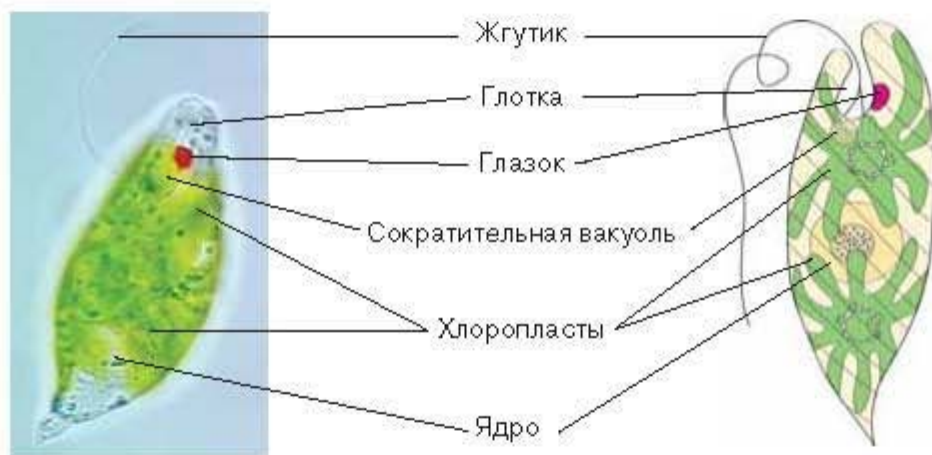 Жгутик
Глотка
Глазок
Сократительная вакуоль
Хлоропласты
Ядро